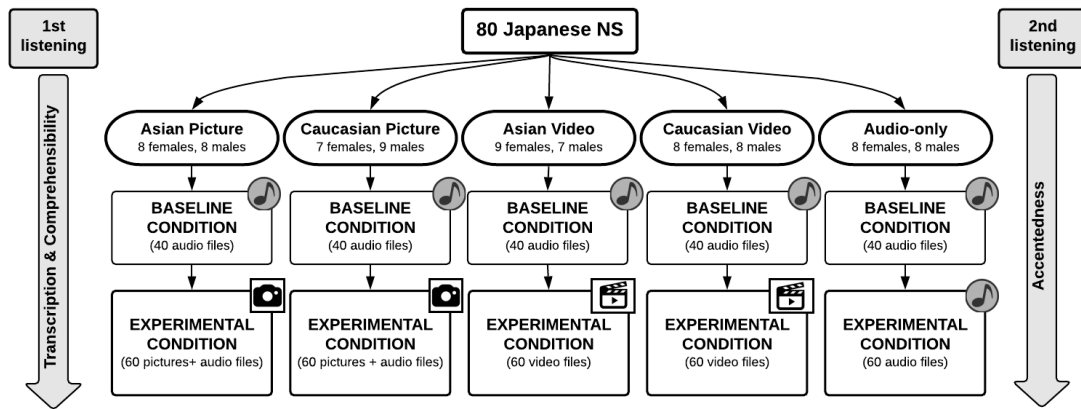 1st
listening
80 Japanese NS
2nd
listening
Transcription & Comprehensibility
Asian Picture
8 females, 8 males
Caucasian Picture
7 females, 9 males
Asian Video
9 females, 7 males
Caucasian Video
8 females, 8 males
Audio-only
8 females, 8 males
Accentedness
BASELINE
CONDITION
(40 audio files)
BASELINE
CONDITION
(40 audio files)
BASELINE
CONDITION
(40 audio files)
BASELINE
CONDITION
(40 audio files)
BASELINE
CONDITION
(40 audio files)
EXPERIMENTAL
CONDITION
(60 pictures+ audio files)
EXPERIMENTAL
CONDITION
(60 pictures + audio files)
EXPERIMENTAL
CONDITION
(60 video files)
EXPERIMENTAL
CONDITION
(60 video files)
EXPERIMENTAL
CONDITION
(60 audio files)